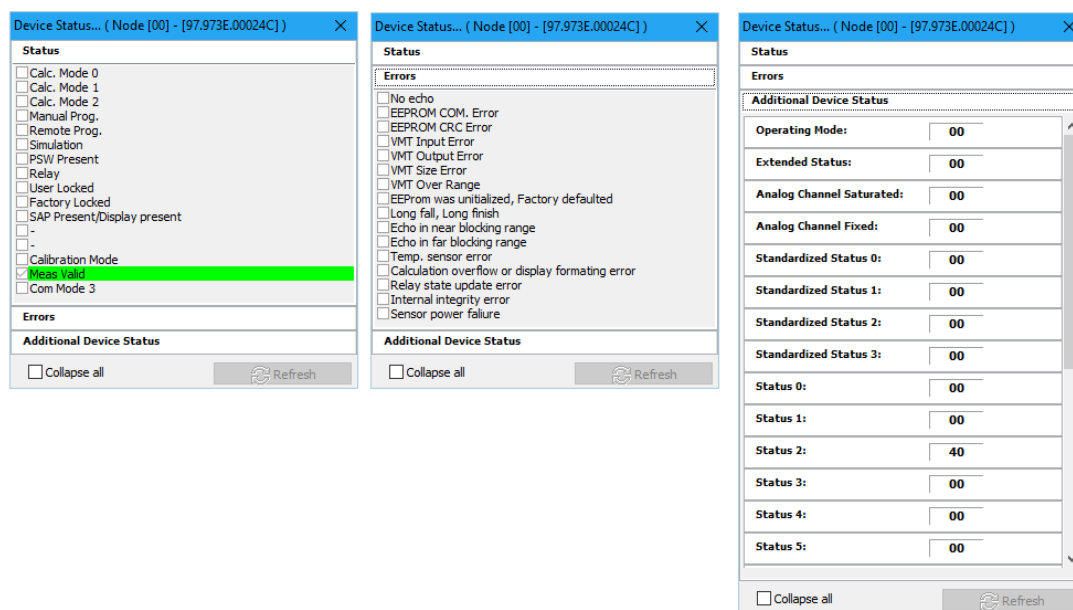 Device Status... ( Node [00] - [97.973E.00024C] )
Status
Calc. Mode 0
Calc. Mode 1
Calc. Mode 2
Manual Prog.
Remote Prog.
Simulation
PSW Present
Relay
User Locked
Factory Locked
SAP Present/Display present
-
-
Calibration Mode
Meas Valid
Com Mode 3
Errors
Additional Device Status
Collapse all
Refresh
Device Status... ( Node [00] - [97.973E.00024C] )
Status
Errors
No echo
EEPROM COM. Error
EEPROM CRC Error
VMT Input Error
VMT Output Error
VMT Size Error
VMT Over Range
EEProm was unitialized, Factory defaulted
Long fall, Long finish
Echo in near blocking range
Echo in far blocking range
Temp. sensor error
Calculation overflow or display formating error
Relay state update error
Internal integrity error
Sensor power faliure
Additional Device Status
Collapse all
Refresh
Device Status... ( Node [00] - [97.973E.00024C] )
Status
Errors
Additional Device Status
Operating Mode: 00
Extended Status: 00
Analog Channel Saturated: 00
Analog Channel Fixed: 00
Standardized Status 0: 00
Standardized Status 1: 00
Standardized Status 2: 00
Standardized Status 3: 00
Status 0: 00
Status 1: 00
Status 2: 40
Status 3: 00
Status 4: 00
Status 5: 00
Collapse all
Refresh